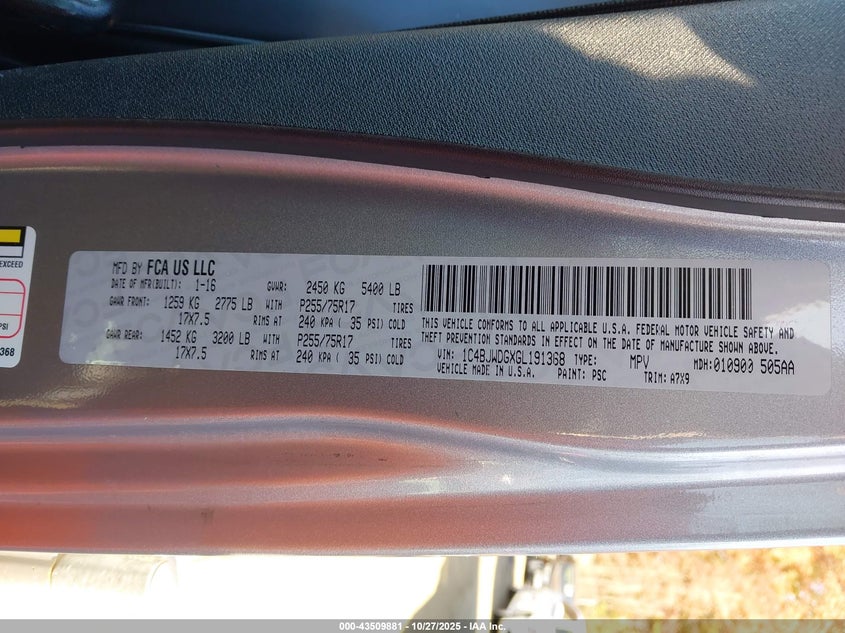 EXCEED
PSI
1368
MFD BY FCA US LLC
DATE OF MFR(BUILT): 1-16 GVWR: 2450 KG 5400 LB
GAWR FRONT: 1259 KG 2775 LB WITH P255/75R17 TIRES
17X7.5 RIMS AT 240 KPA ( 35 PSI) COLD
GAWR REAR: 1452 KG 3200 LB WITH P255/75R17 TIRES
17X7.5 RIMS AT 240 KPA ( 35 PSI) COLD
THIS VEHICLE CONFORMS TO ALL APPLICABLE U.S.A. FEDERAL MOTOR VEHICLE SAFETY AND
THEFT PREVENTION STANDARDS IN EFFECT ON THE DATE OF MANUFACTURE SHOWN ABOVE.
VIN: 1C4BJWDGXGL191368 TYPE: MPV MDH:010900 505AA
VEHICLE MADE IN U.S.A. PAINT: PSC TRIM: A7X9
000-43509881 - 10/27/2025 - IAAI Holdings, Inc.